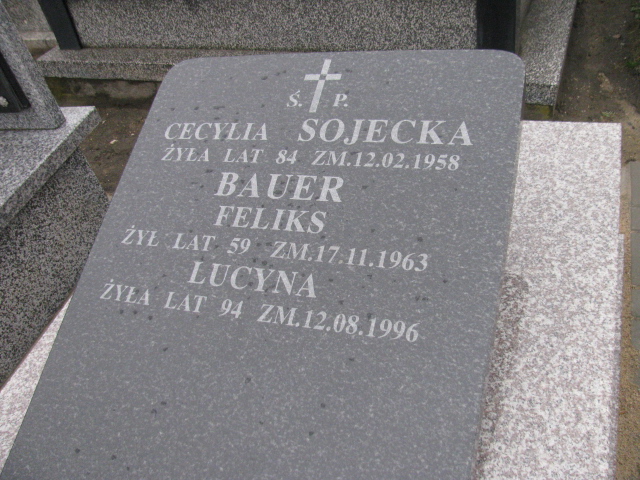 Ś. P.
CECYLIA SOJECKA
ŻYŁA LAT 84 ZM.12.02.1958
BAUER
FELIKS
ŻYŁ LAT 59 ZM.17.11.1963
LUCYNA
ŻYŁA LAT 94 ZM.12.08.1996